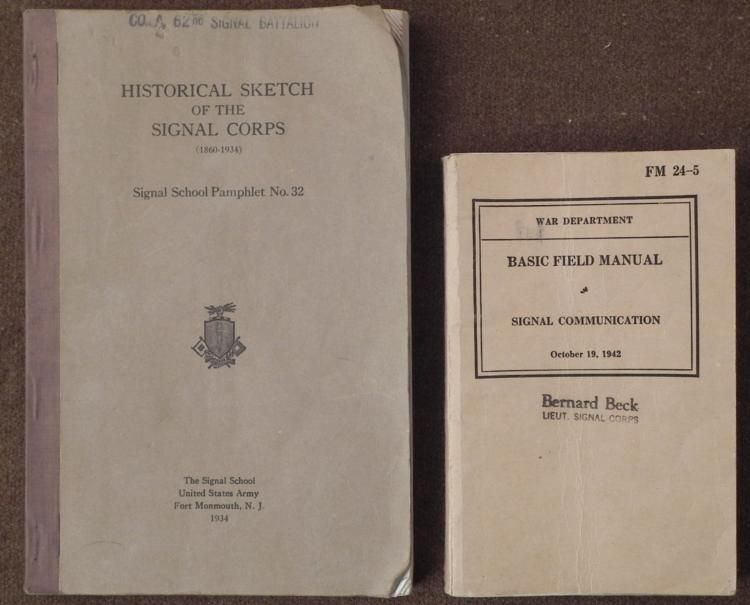 CO. A, 62ND SIGNAL BATTALION
HISTORICAL SKETCH
OF THE
SIGNAL CORPS
(1860-1934)
Signal School Pamphlet No. 32
The Signal School
United States Army
Fort Monmouth, N. J.
1934
FM 24-5
WAR DEPARTMENT
BASIC FIELD MANUAL
SIGNAL COMMUNICATION
October 19, 1942
Bernard Beck
LIEUT. SIGNAL CORPS